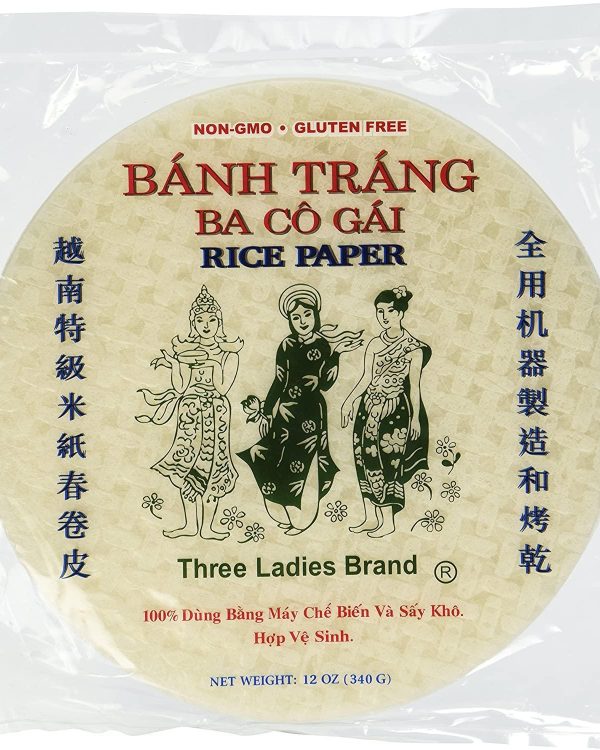 NON-GMO • GLUTEN FREE
BÁNH TRÁNG
BA CÔ GÁI
RICE PAPER
越南特級米紙春卷皮
全用机器製造和烤乾
Three Ladies Brand ®
100% Dùng Bằng Máy Chế Biến Và Sấy Khô.
Hợp Vệ Sinh.
NET WEIGHT: 12 OZ (340 G)